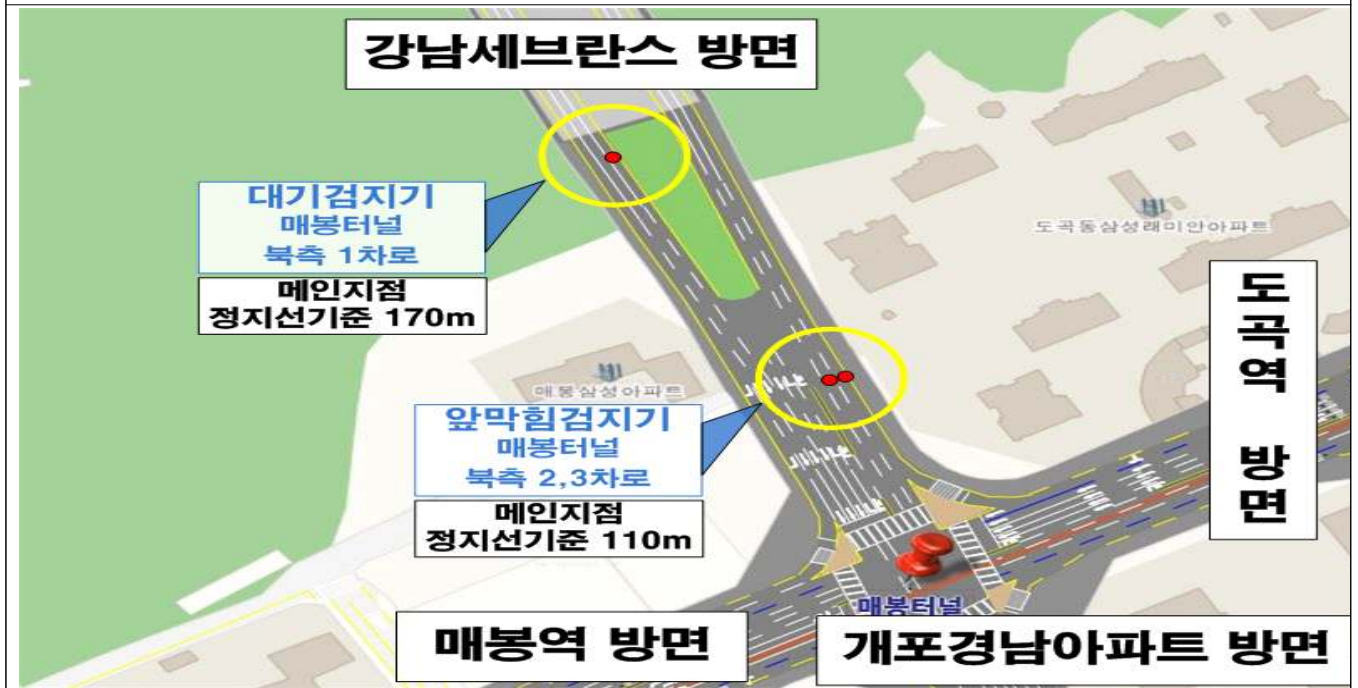 강남세브란스 방면
대기검지기
매봉터널
북측 1차로
메인지점
정지선기준 170m
도곡동삼성래미안아파트
도곡역 방면
매봉삼성아파트
앞막힘검지기
매봉터널
북측 2,3차로
메인지점
정지선기준 110m
매봉터널
매봉역 방면
개포경남아파트 방면